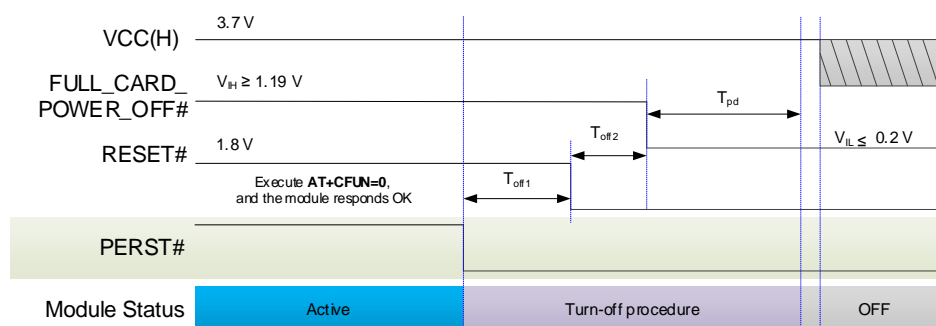 3.7 V
VCC(H)
FULL_CARD_
POWER_OFF#
VIH ≥ 1.19 V
Tpd
RESET#
1.8 V
Toff2
VIL ≤ 0.2 V
Execute AT+CFUN=0,
and the module responds OK
Toff1
PERST#
Module Status
Active
Turn-off procedure
OFF